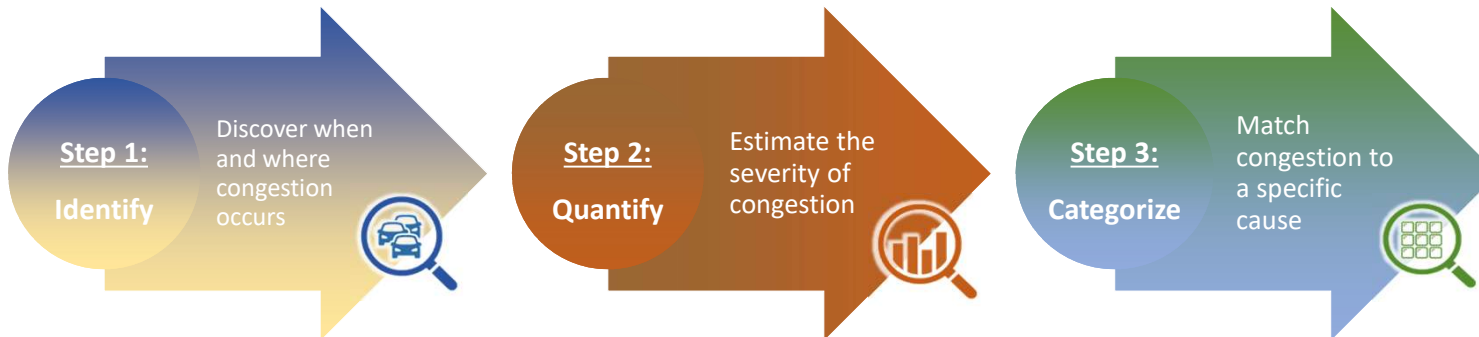 Step 1:
Identify
Discover when
and where
congestion
occurs
Step 2:
Quantify
Estimate the
severity of
congestion
Step 3:
Categorize
Match
congestion to
a specific
cause